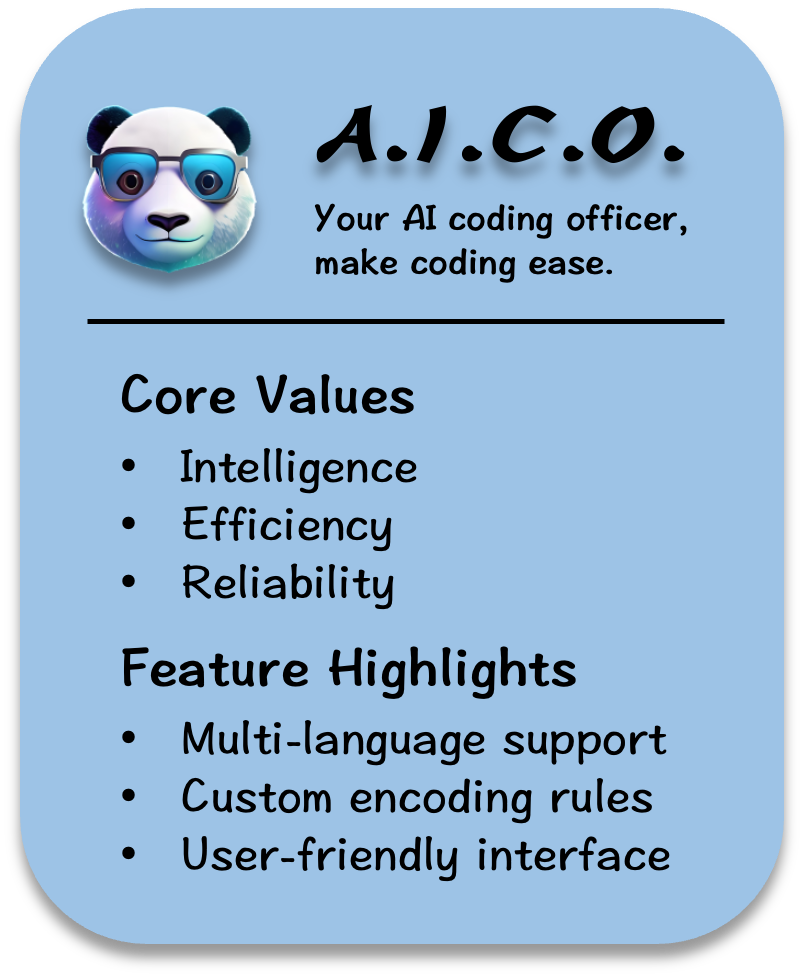 A.I.C.O.
Your AI coding officer,
make coding ease.
Core Values
• Intelligence
• Efficiency
• Reliability
Feature Highlights
• Multi-language support
• Custom encoding rules
• User-friendly interface